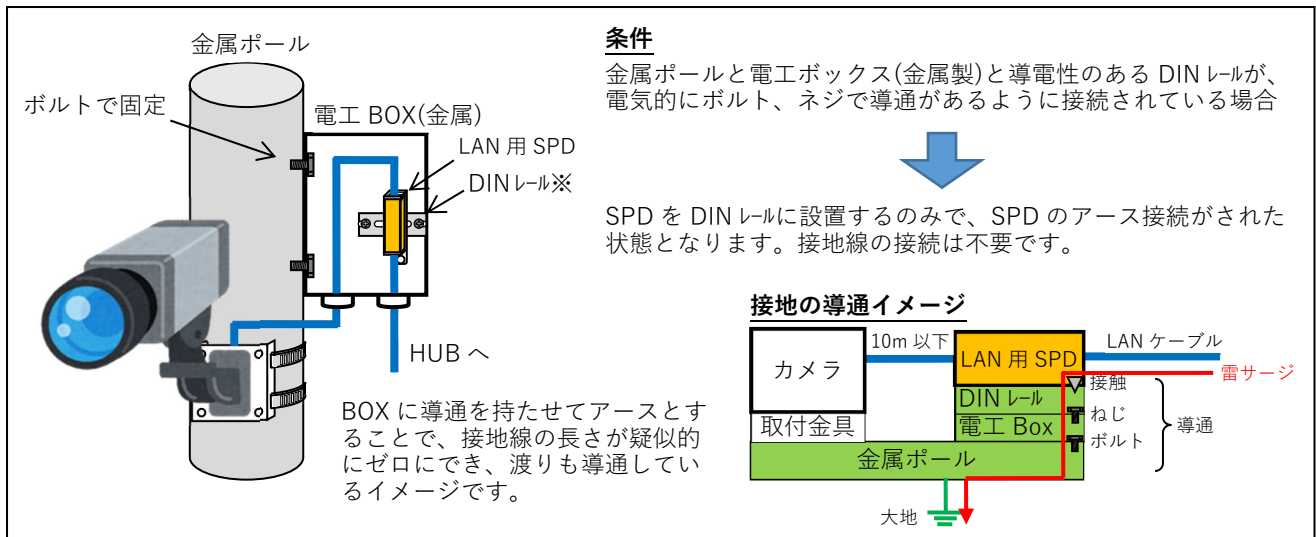 金属ポール
ボルトで固定
電工 BOX(金属)
LAN 用 SPD
DINﾚｰﾙ※
HUB へ
BOX に導通を持たせてアースとす
ることで、接地線の長さが疑似的
にゼロにでき、渡りも導通してい
るイメージです。
条件
金属ポールと電工ボックス(金属製)と導電性のある DIN ﾚｰﾙが、
電気的にボルト、ネジで導通があるように接続されている場合
SPD を DIN ﾚｰﾙに設置するのみで、SPD のアース接続がされた
状態となります。接地線の接続は不要です。
接地の導通イメージ
カメラ
10m 以下
LAN 用 SPD
LAN ケーブル
雷サージ
接触
DIN ﾚｰﾙ
ねじ
導通
取付金具
電工 Box
ボルト
金属ポール
大地